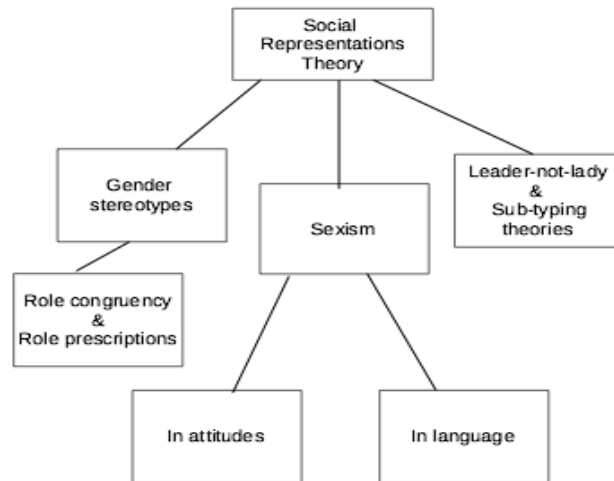 Social
Representations
Theory
Gender
stereotypes
Sexism
Leader-not-lady
&
Sub-typing
theories
Role congruency
&
Role prescriptions
In attitudes
In language